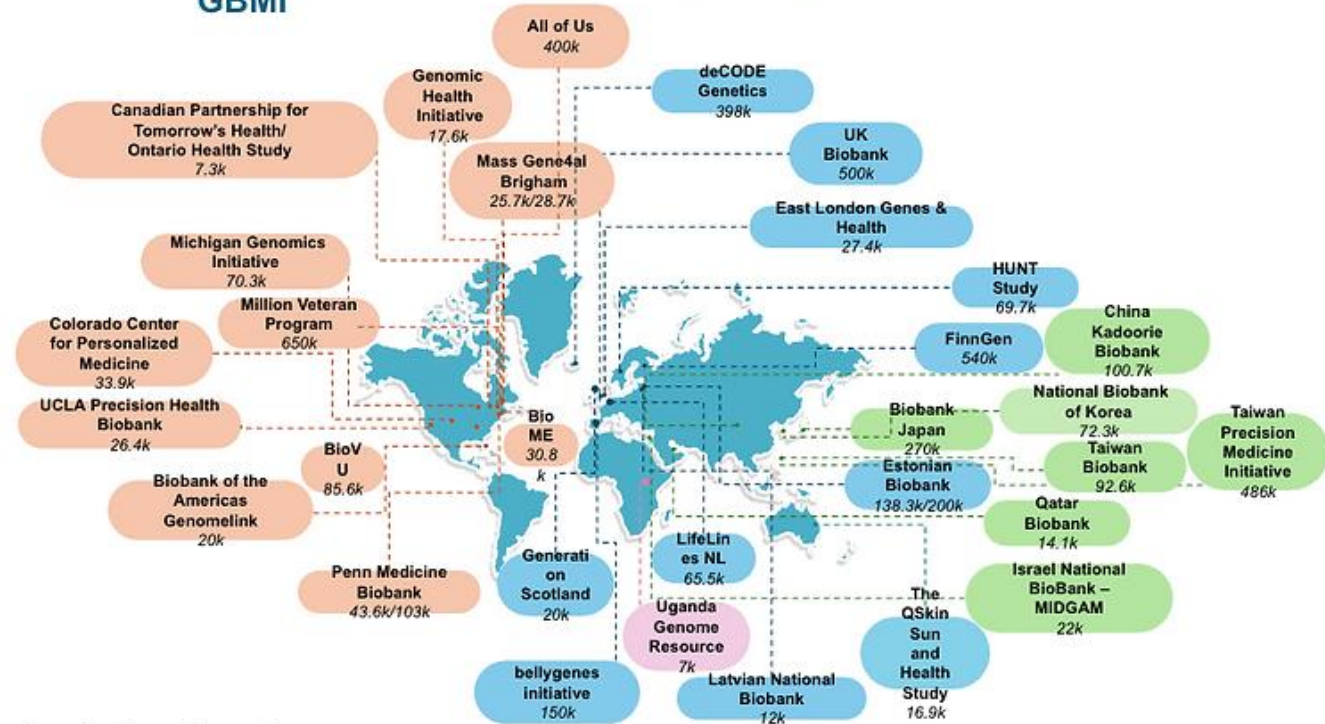 GBMI
All of Us
400k
deCODE
Genetics
398k
Genomic
Health
Initiative
17.6k
Canadian Partnership for
Tomorrow's Health/
Ontario Health Study
7.3k
UK
Biobank
500k
Mass Gene4al
Brigham
25.7k/28.7k
East London Genes &
Health
27.4k
Michigan Genomics
Initiative
70.3k
HUNT
Study
69.7k
Million Veteran
Program
650k
China
Kadoorie
Biobank
100.7k
Colorado Center
for Personalized
Medicine
33.9k
FinnGen
540k
National Biobank
of Korea
72.3k
UCLA Precision Health
Biobank
26.4k
Bio
ME
30.8
k
Biobank
Japan
270k
Taiwan
Precision
Medicine
Initiative
486k
BioV
U
85.6k
Taiwan
Biobank
92.6k
Estonian
Biobank
138.3k/200k
Biobank of the
Americas
Genomelink
20k
Qatar
Biobank
14.1k
LifeLin
es NL
65.5k
Generati
on
Scotland
20k
Penn Medicine
Biobank
43.6k/103k
Israel National
BioBank –
MIDGAM
22k
Uganda
Genome
Resource
7k
The
QSkin
Sun
and
Health
Study
16.9k
bellygenes
initiative
150k
Latvian National
Biobank
12k